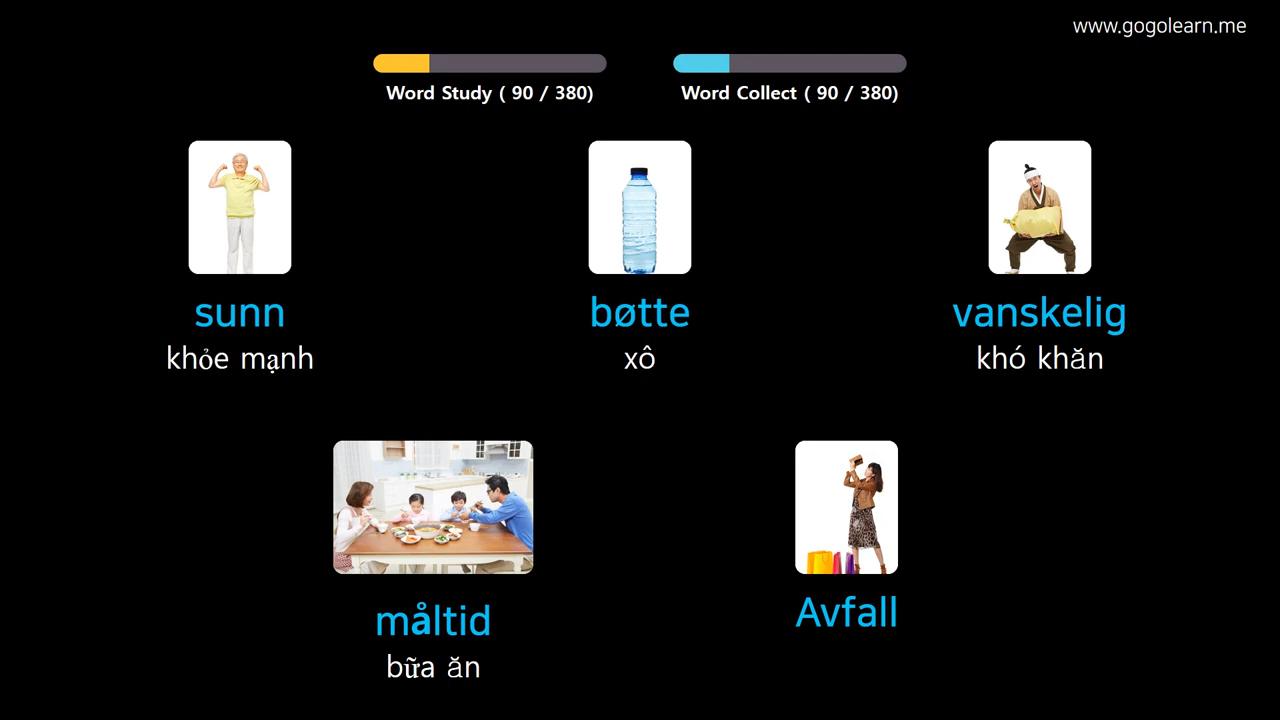 www.gogolearn.me
Word Study ( 90 / 380)
Word Collect ( 90 / 380)
sunn
khỏe mạnh
bøtte
xô
vanskelig
khó khăn
måltid
bữa ăn
Avfall